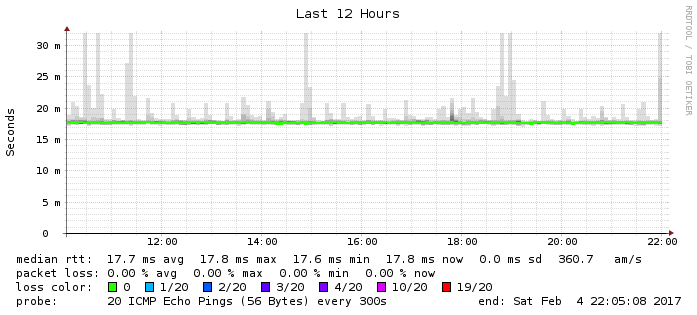 Last 12 Hours
RRDTOOL / TOBI OETIKER
Seconds
30 m
25 m
20 m
15 m
10 m
5 m
0
12:00 14:00 16:00 18:00 20:00 22:00
median rtt: 17.7 ms avg 17.8 ms max 17.6 ms min 17.8 ms now 0.0 ms sd 360.7 am/s
packet loss: 0.00 % avg 0.00 % max 0.00 % min 0.00 % now
loss color: 0 1/20 2/20 3/20 4/20 10/20 19/20
probe: 20 ICMP Echo Pings (56 Bytes) every 300s end: Sat Feb 4 22:05:08 2017